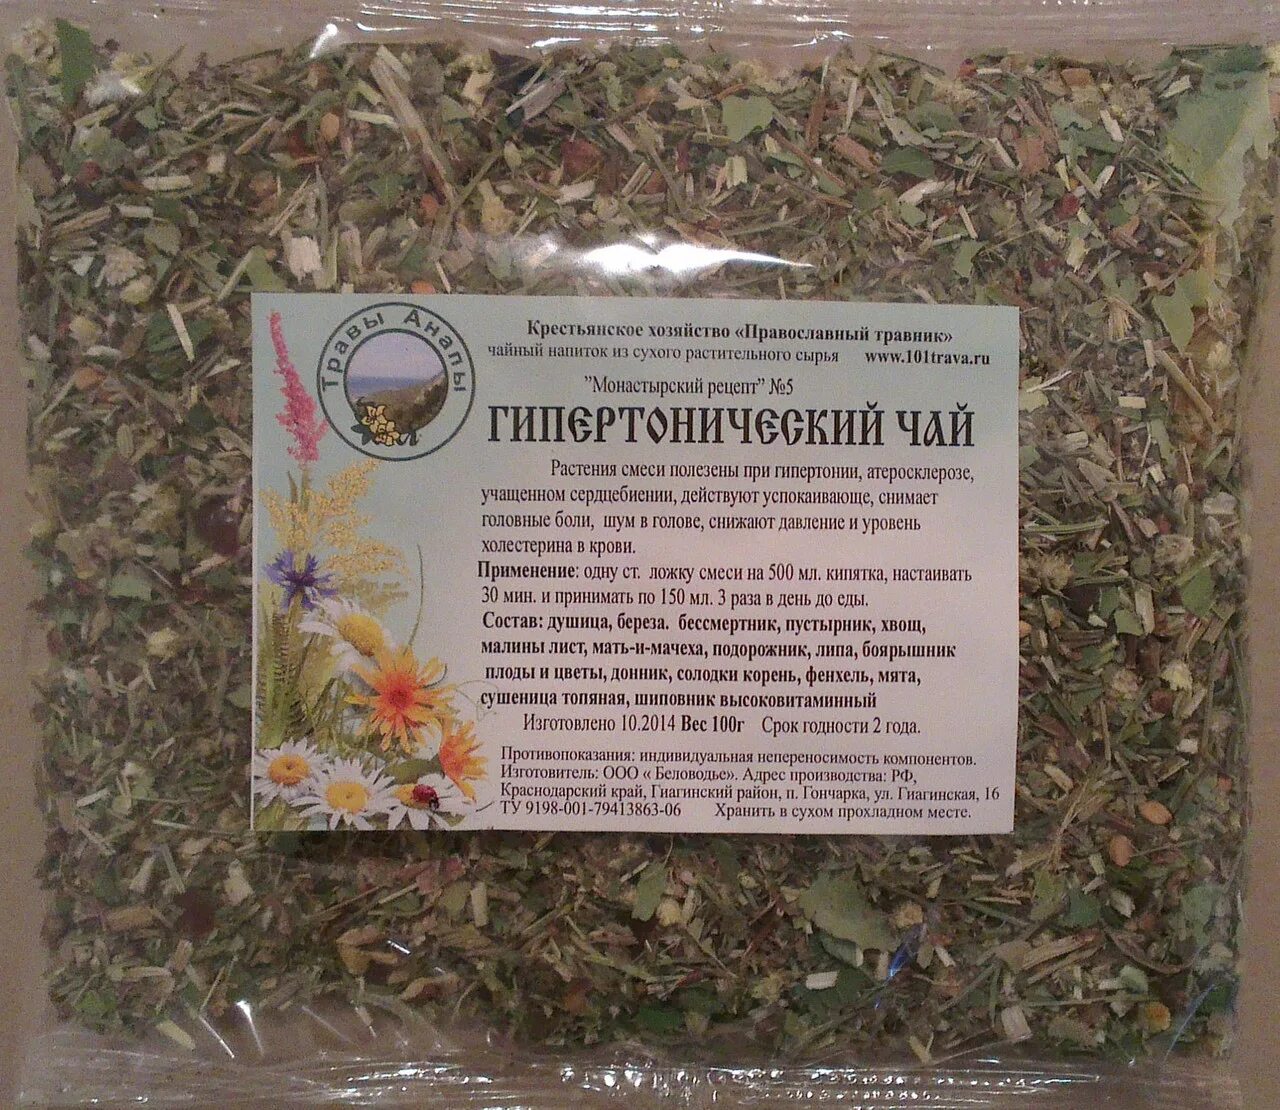 Травы Анапы
Крестьянское хозяйство «Православный травник»
чайный напиток из сухого растительного сырья www.101trava.ru
"Монастырский рецепт" №5
ГИПЕРТОНИЧЕСКИЙ ЧАЙ
Растения смеси полезены при гипертонии, атеросклерозе,
учащенном сердцебиении, действуют успокаивающе, снимает
головные боли, шум в голове, снижают давление и уровень
холестерина в крови.
Применение: одну ст. ложку смеси на 500 мл. кипятка, настаивать
30 мин. и принимать по 150 мл. 3 раза в день до еды.
Состав: душица, береза. бессмертник, пустырник, хвощ,
малины лист, мать-и-мачеха, подорожник, липа, боярышник
плоды и цветы, донник, солодки корень, фенхель, мята,
сушеница топяная, шиповник высоковитаминный
Изготовлено 10.2014 Вес 100г Срок годности 2 года.
Противопоказания: индивидуальная непереносимость компонентов.
Изготовитель: ООО « Беловодье». Адрес производства: РФ,
Краснодарский край, Гиагинский район, п. Гончарка, ул. Гиагинская, 16
ТУ 9198-001-79413863-06 Хранить в сухом прохладном месте.